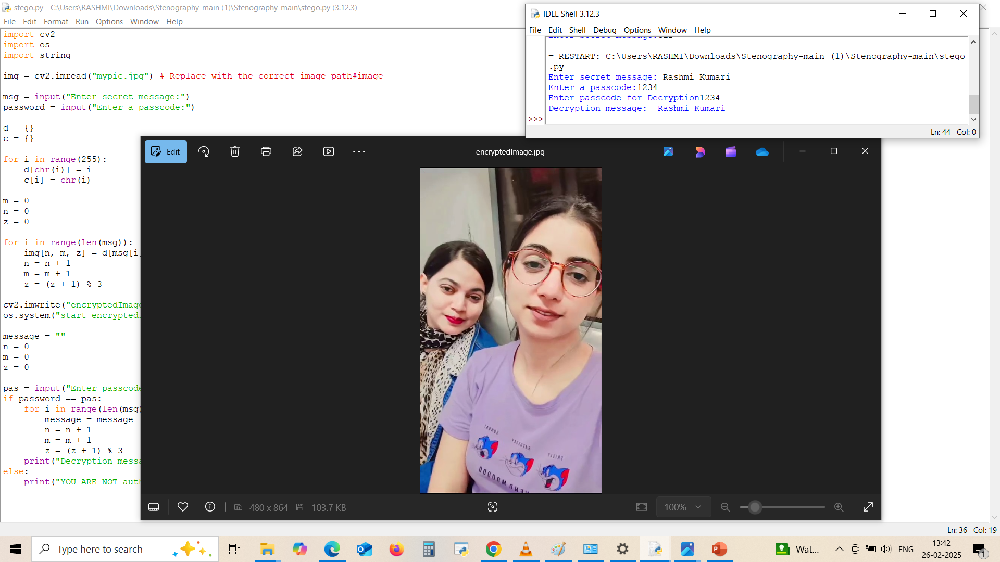 stego.py - C:\Users\RASHMI\Downloads\Stenography-main (1)\Stenography-main\stego.py (3.12.3)
File Edit Format Run Options Window Help
import cv2
import os
import string
img = cv2.imread("mypic.jpg") # Replace with the correct image path#image
msg = input("Enter secret message:")
password = input("Enter a passcode:")
d = {}
c = {}
for i in range(255):
d[chr(i)] = i
c[i] = chr(i)
m = 0
n = 0
z = 0
for i in range(len(msg)):
img[n, m, z] = d[msg[i]
n = n + 1
m = m + 1
z = (z + 1) % 3
cv2.imwrite("encryptedImage
os.system("start encryptedI
message = ""
n = 0
m = 0
z = 0
pas = input("Enter passcode
if password == pas:
for i in range(len(msg)
message = message
n = n + 1
m = m + 1
z = (z + 1) % 3
print("Decryption messa
else:
print("YOU ARE NOT auth
Ln: 36 Col: 19
IDLE Shell 3.12.3
File Edit Shell Debug Options Window Help
= RESTART: C:\Users\RASHMI\Downloads\Stenography-main (1)\Stenography-main\stego
.py
Enter secret message: Rashmi Kumari
Enter a passcode:1234
Enter passcode for Decryption1234
Decryption message:  Rashmi Kumari
>>>
Ln: 44 Col: 0
Edit
encryptedImage.jpg
SUNDAY
SATURDAY
FRIDAY
480 x 864
103.7 KB
100%
Type here to search
Wat...
ENG
13:42
26-02-2025
1